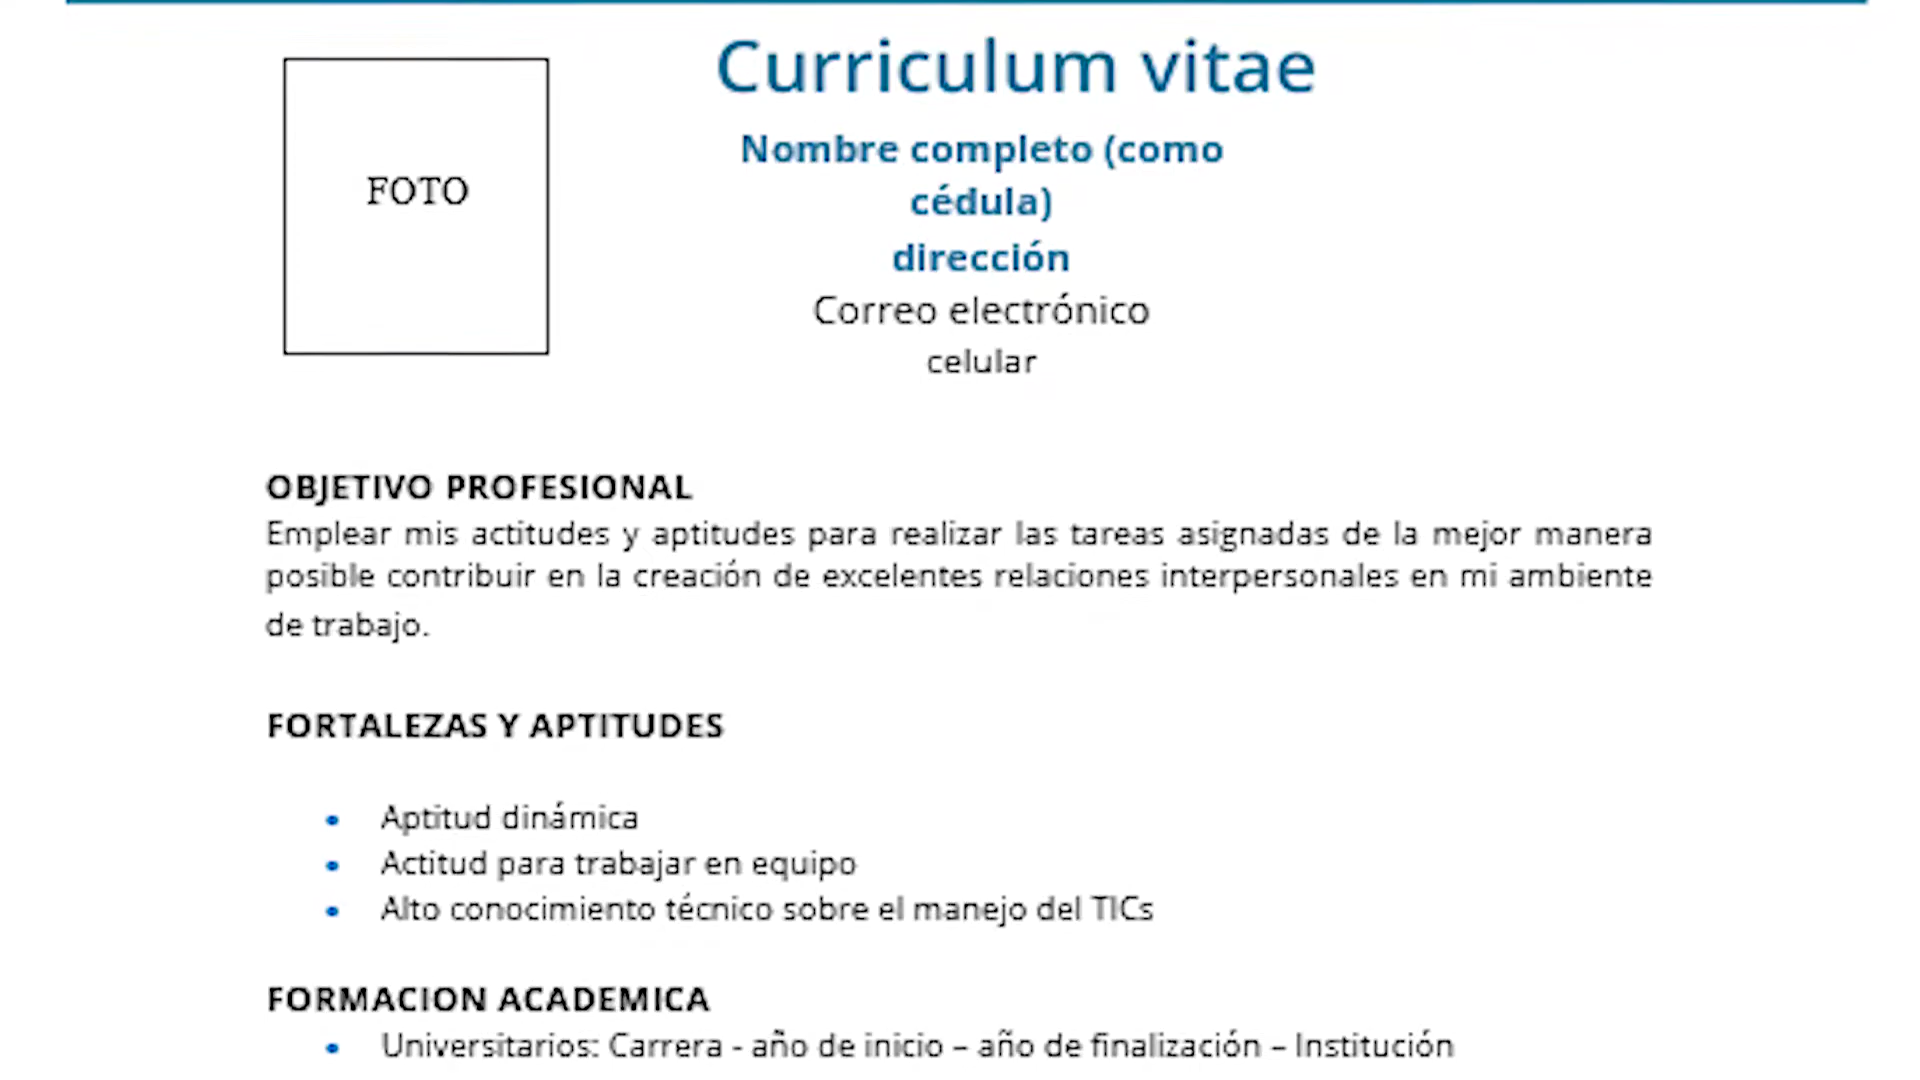 Curriculum vitae
FOTO
Nombre completo (como
cédula)
dirección
Correo electrónico
celular
OBJETIVO PROFESIONAL
Emplear mis actitudes y aptitudes para realizar las tareas asignadas de la mejor manera
posible contribuir en la creación de excelentes relaciones interpersonales en mi ambiente
de trabajo.
FORTALEZAS Y APTITUDES
• Aptitud dinámica
• Actitud para trabajar en equipo
• Alto conocimiento técnico sobre el manejo del TICs
FORMACION ACADEMICA
• Universitarios: Carrera - año de inicio – año de finalización – Institución